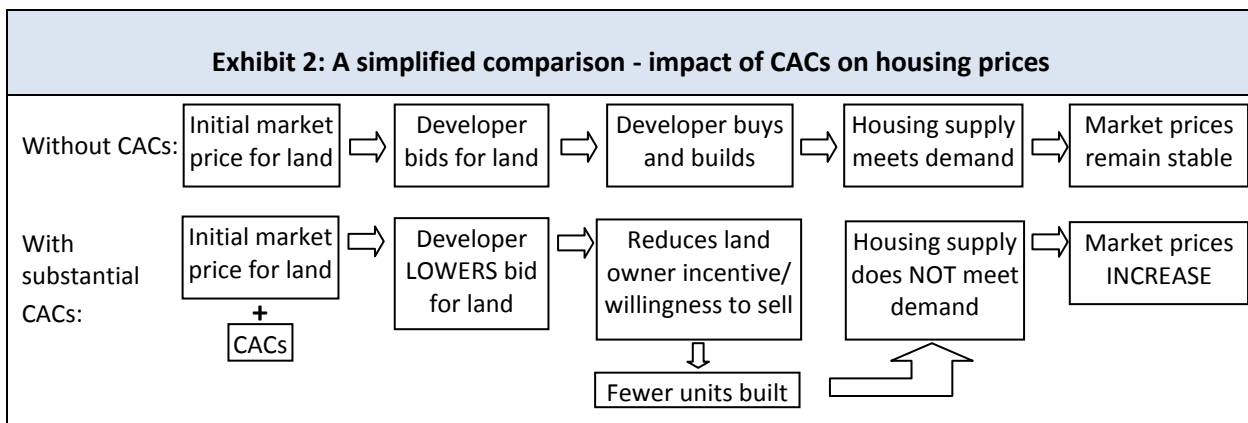 Exhibit 2: A simplified comparison - impact of CACs on housing prices
Without CACs:
Initial market
price for land
Developer
bids for land
Developer buys
and builds
Housing supply
meets demand
Market prices
remain stable
With
substantial
CACs:
Initial market
price for land
+
CACs
Developer
LOWERS bid
for land
Reduces land
owner incentive/
willingness to sell
Fewer units built
Housing supply
does NOT meet
demand
Market prices
INCREASE